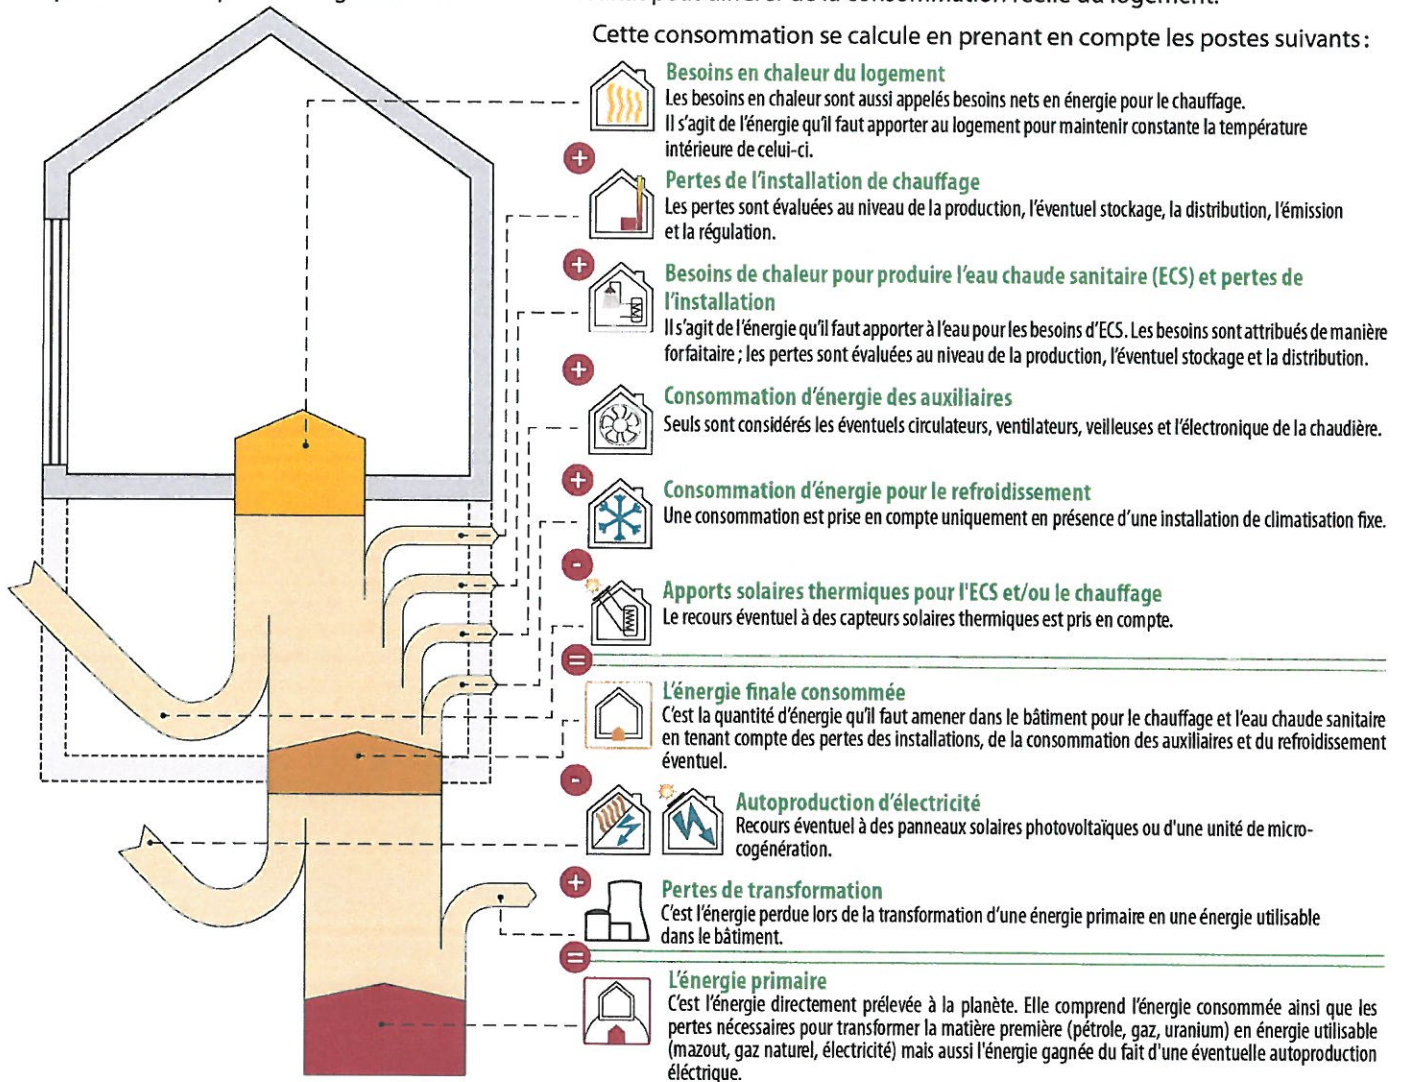 de la consommation réelle du logement.
Cette consommation se calcule en prenant en compte les postes suivants :
Besoins en chaleur du logement
Les besoins en chaleur sont aussi appelés besoins nets en énergie pour le chauffage.
Il s'agit de l'énergie qu'il faut apporter au logement pour maintenir constante la température
intérieure de celui-ci.
+
Pertes de l'installation de chauffage
Les pertes sont évaluées au niveau de la production, l'éventuel stockage, la distribution, l'émission
et la régulation.
+
Besoins de chaleur pour produire l'eau chaude sanitaire (ECS) et pertes de
l'installation
Il s'agit de l'énergie qu'il faut apporter à l'eau pour les besoins d'ECS. Les besoins sont attribués de manière
forfaitaire ; les pertes sont évaluées au niveau de la production, l'éventuel stockage et la distribution.
+
Consommation d'énergie des auxiliaires
Seuls sont considérés les éventuels circulateurs, ventilateurs, veilleuses et l'électronique de la chaudière.
+
Consommation d'énergie pour le refroidissement
Une consommation est prise en compte uniquement en présence d'une installation de climatisation fixe.
-
Apports solaires thermiques pour l'ECS et/ou le chauffage
Le recours éventuel à des capteurs solaires thermiques est pris en compte.
=
L'énergie finale consommée
C'est la quantité d'énergie qu'il faut amener dans le bâtiment pour le chauffage et l'eau chaude sanitaire
en tenant compte des pertes des installations, de la consommation des auxiliaires et du refroidissement
éventuel.
-
Autoproduction d'électricité
Recours éventuel à des panneaux solaires photovoltaïques ou d'une unité de micro-
cogénération.
+
Pertes de transformation
C'est l'énergie perdue lors de la transformation d'une énergie primaire en une énergie utilisable
dans le bâtiment.
=
L'énergie primaire
C'est l'énergie directement prélevée à la planète. Elle comprend l'énergie consommée ainsi que les
pertes nécessaires pour transformer la matière première (pétrole, gaz, uranium) en énergie utilisable
(mazout, gaz naturel, électricité) mais aussi l'énergie gagnée du fait d'une éventuelle autoproduction
électrique.